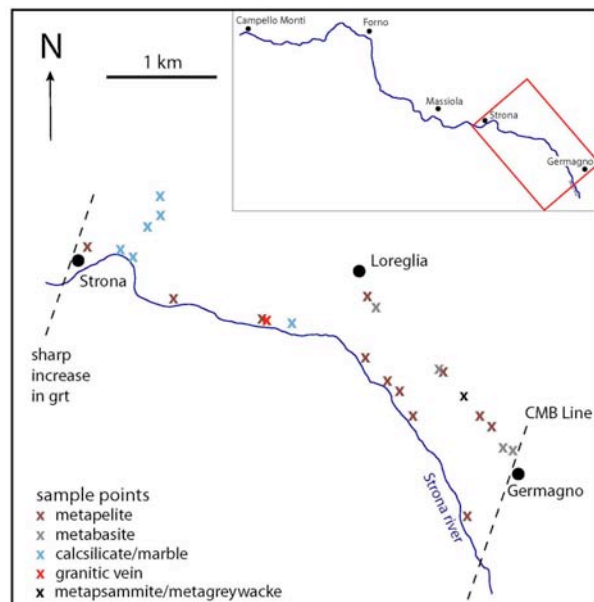 N
1 km
Campello Monti
Forno
Massiola
Strona
Germagno
Loreglia
Strona
sharp
increase
in grt
CMB Line
Germagno
Strona river
sample points
x metapelite
x metabasite
x calcsilicate/marble
x granitic vein
x metapsammite/metagreywacke